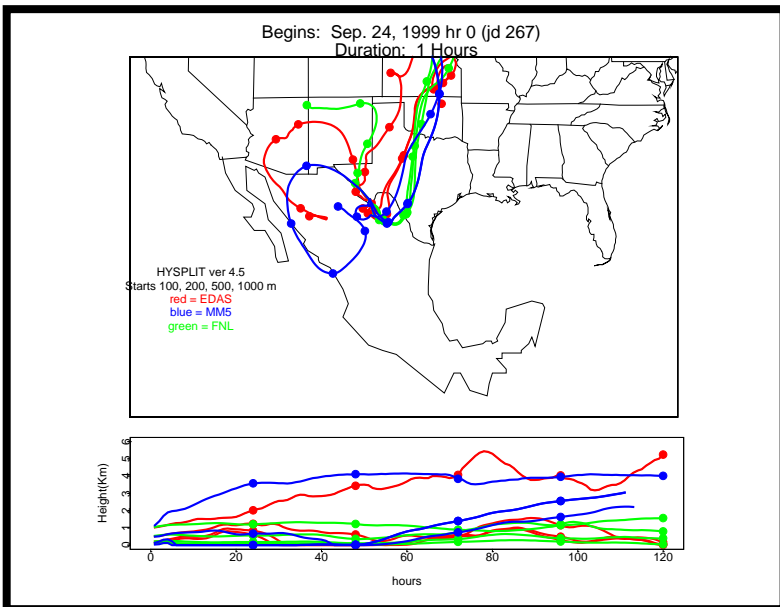 Begins: Sep. 24, 1999 hr 0 (jd 267)
Duration: 1 Hours
HYSPLIT ver 4.5
Starts 100, 200, 500, 1000 m
red = EDAS
blue = MM5
green = FNL
Height(Km)
6
5
4
3
2
1
0
0 20 40 60 80 100 120
hours